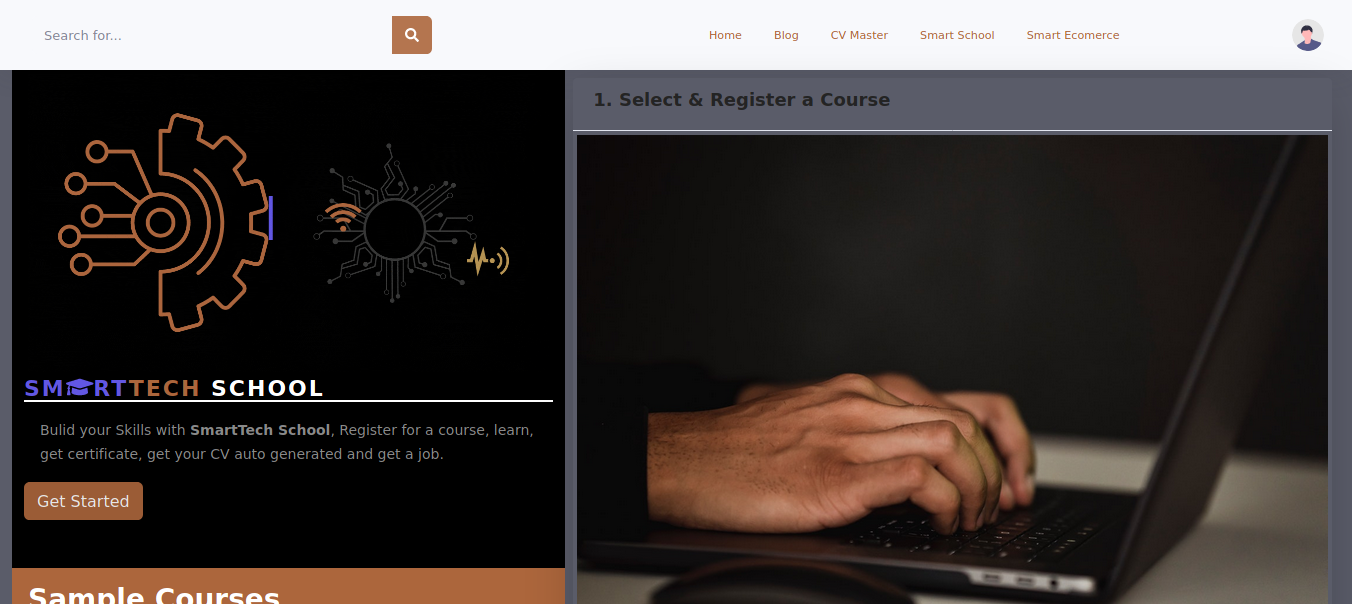 Search for...
Home Blog CV Master Smart School Smart Ecomerce
SMARTTECH SCHOOL
Bulid your Skills with SmartTech School, Register for a course, learn,
get certificate, get your CV auto generated and get a job.
Get Started
Sample Courses
1. Select & Register a Course